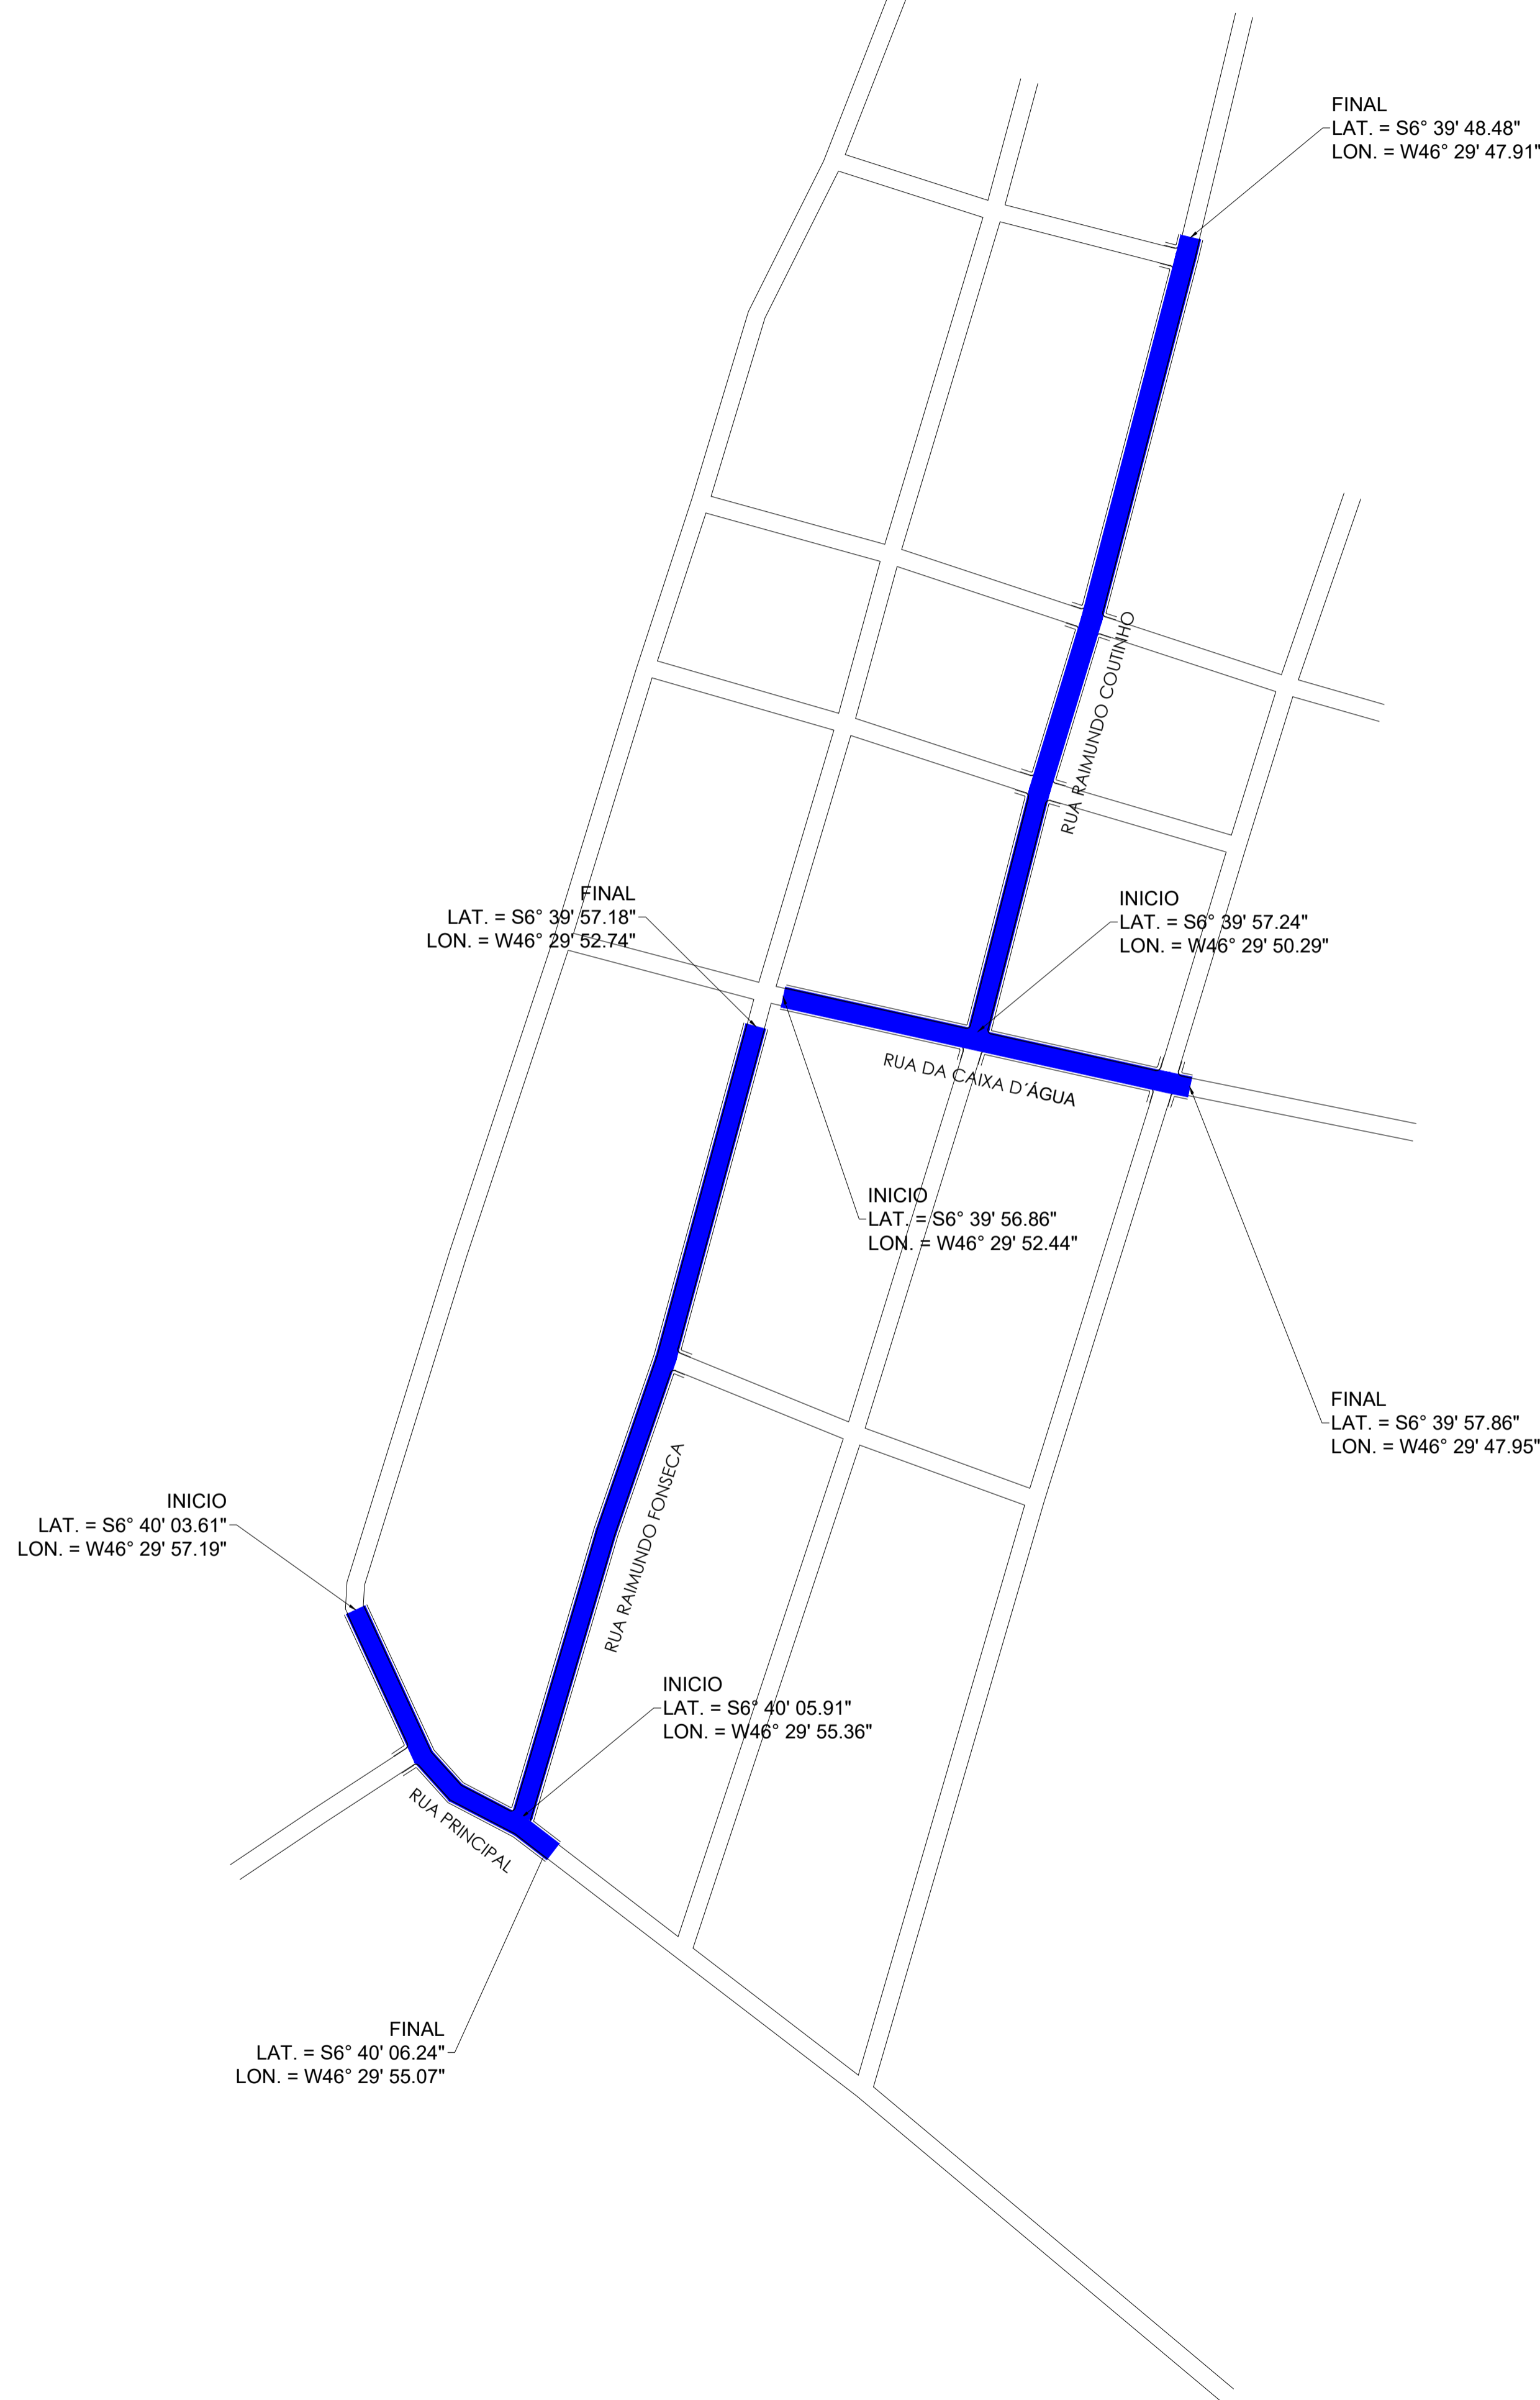 FINAL
LAT. = S6° 39' 48.48"
LON. = W46° 29' 47.91"
RUA RAIMUNDO COUTINHO
FINAL
LAT. = S6° 39' 57.18"
LON. = W46° 29' 52.74"
INICIO
LAT. = S6° 39' 57.24"
LON. = W46° 29' 50.29"
RUA DA CAIXA D´ÁGUA
INICIO
LAT. = S6° 39' 56.86"
LON. = W46° 29' 52.44"
FINAL
LAT. = S6° 39' 57.86"
LON. = W46° 29' 47.95"
RUA RAIMUNDO FONSECA
INICIO
LAT. = S6° 40' 03.61"
LON. = W46° 29' 57.19"
INICIO
LAT. = S6° 40' 05.91"
LON. = W46° 29' 55.36"
RUA PRINCIPAL
FINAL
LAT. = S6° 40' 06.24"
LON. = W46° 29' 55.07"